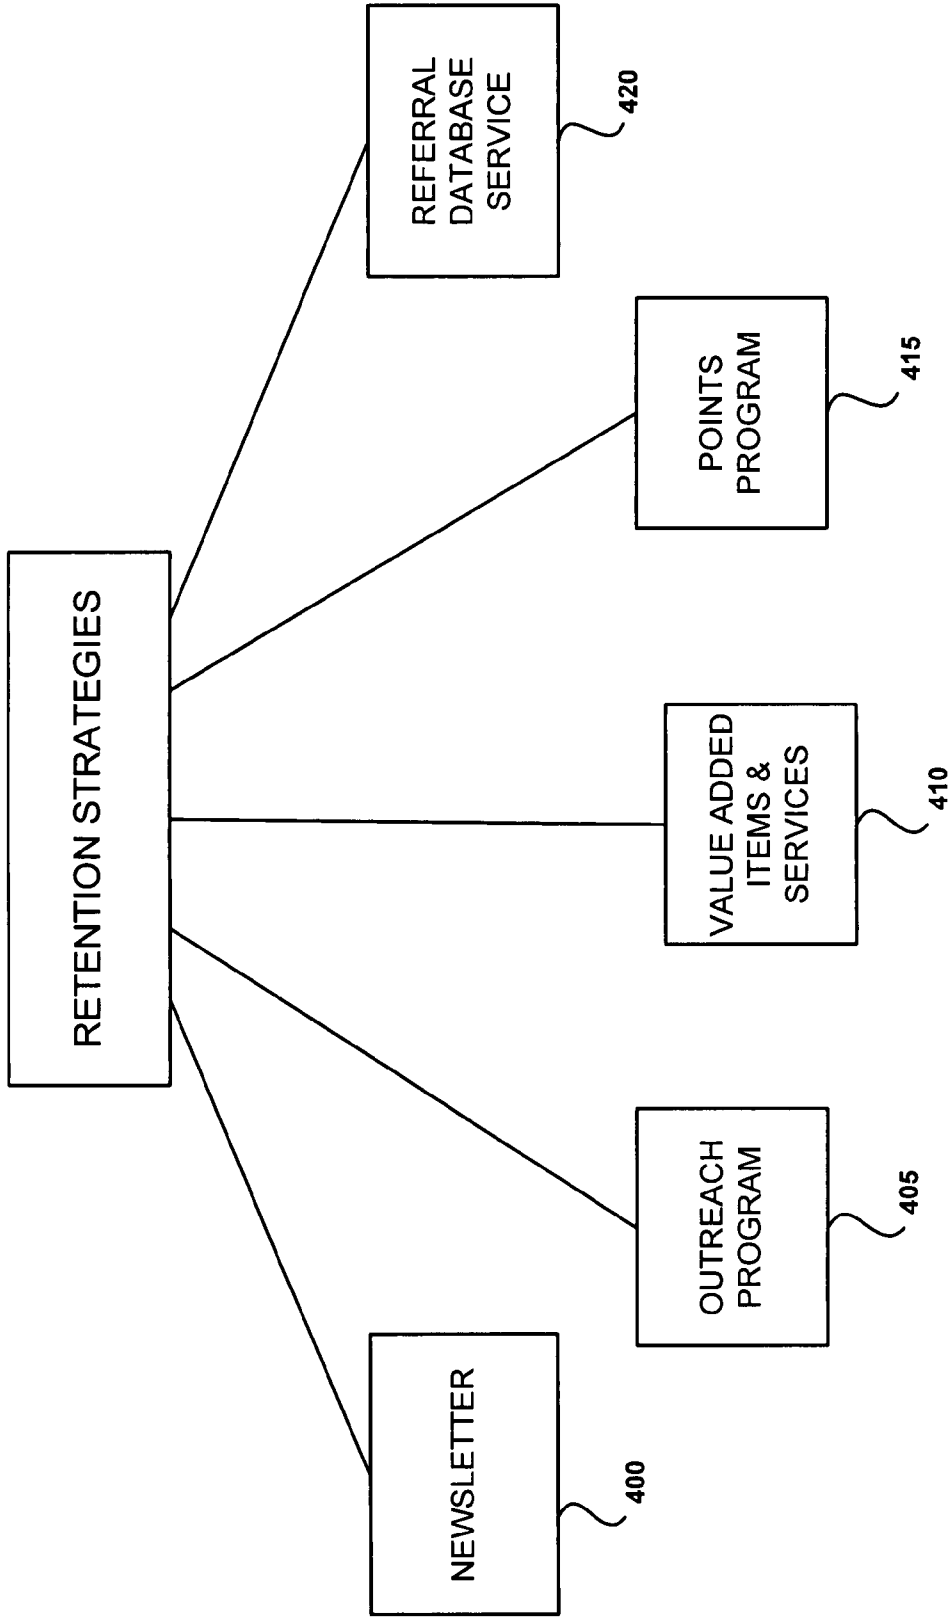 RETENTION STRATEGIES
NEWSLETTER
400
OUTREACH
PROGRAM
405
VALUE ADDED
ITEMS &
SERVICES
410
POINTS
PROGRAM
415
REFERRAL
DATABASE
SERVICE
420